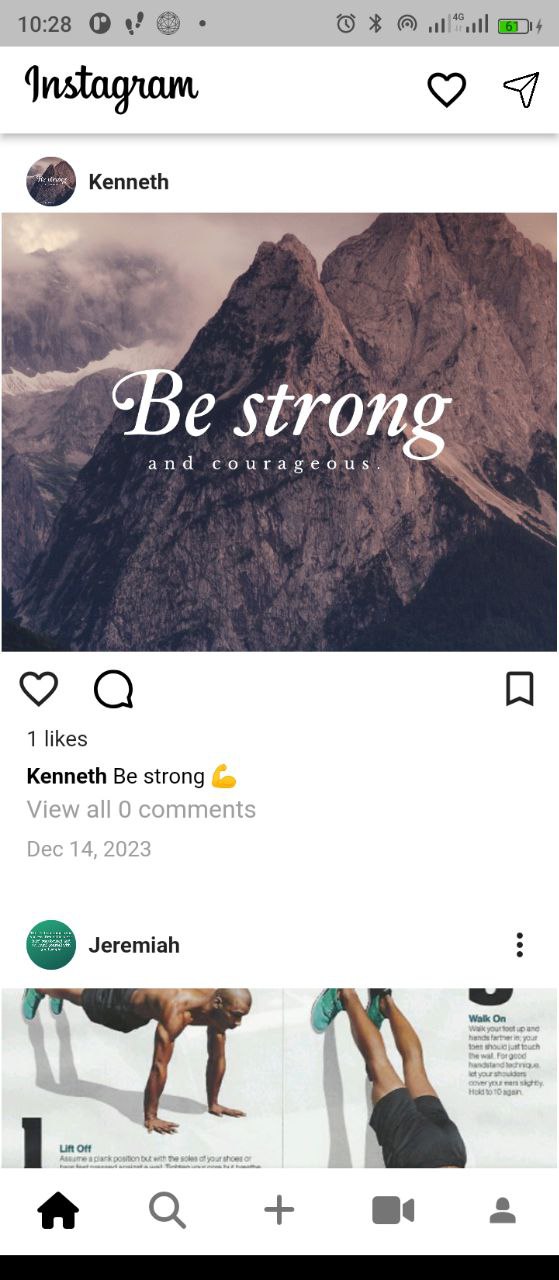 10:28
4G
61
Instagram
Kenneth
Be strong
and courageous.
1 likes
Kenneth Be strong 💪
View all 0 comments
Dec 14, 2023
Jeremiah
Walk On
Walk your feet up and
hands farther in; your
toes should just touch
the wall. For good
handstand technique,
let your shoulders
cover your ears slightly.
Hold to 10 again.
Lift Off
Assume a plank position but with the soles of your shoes or